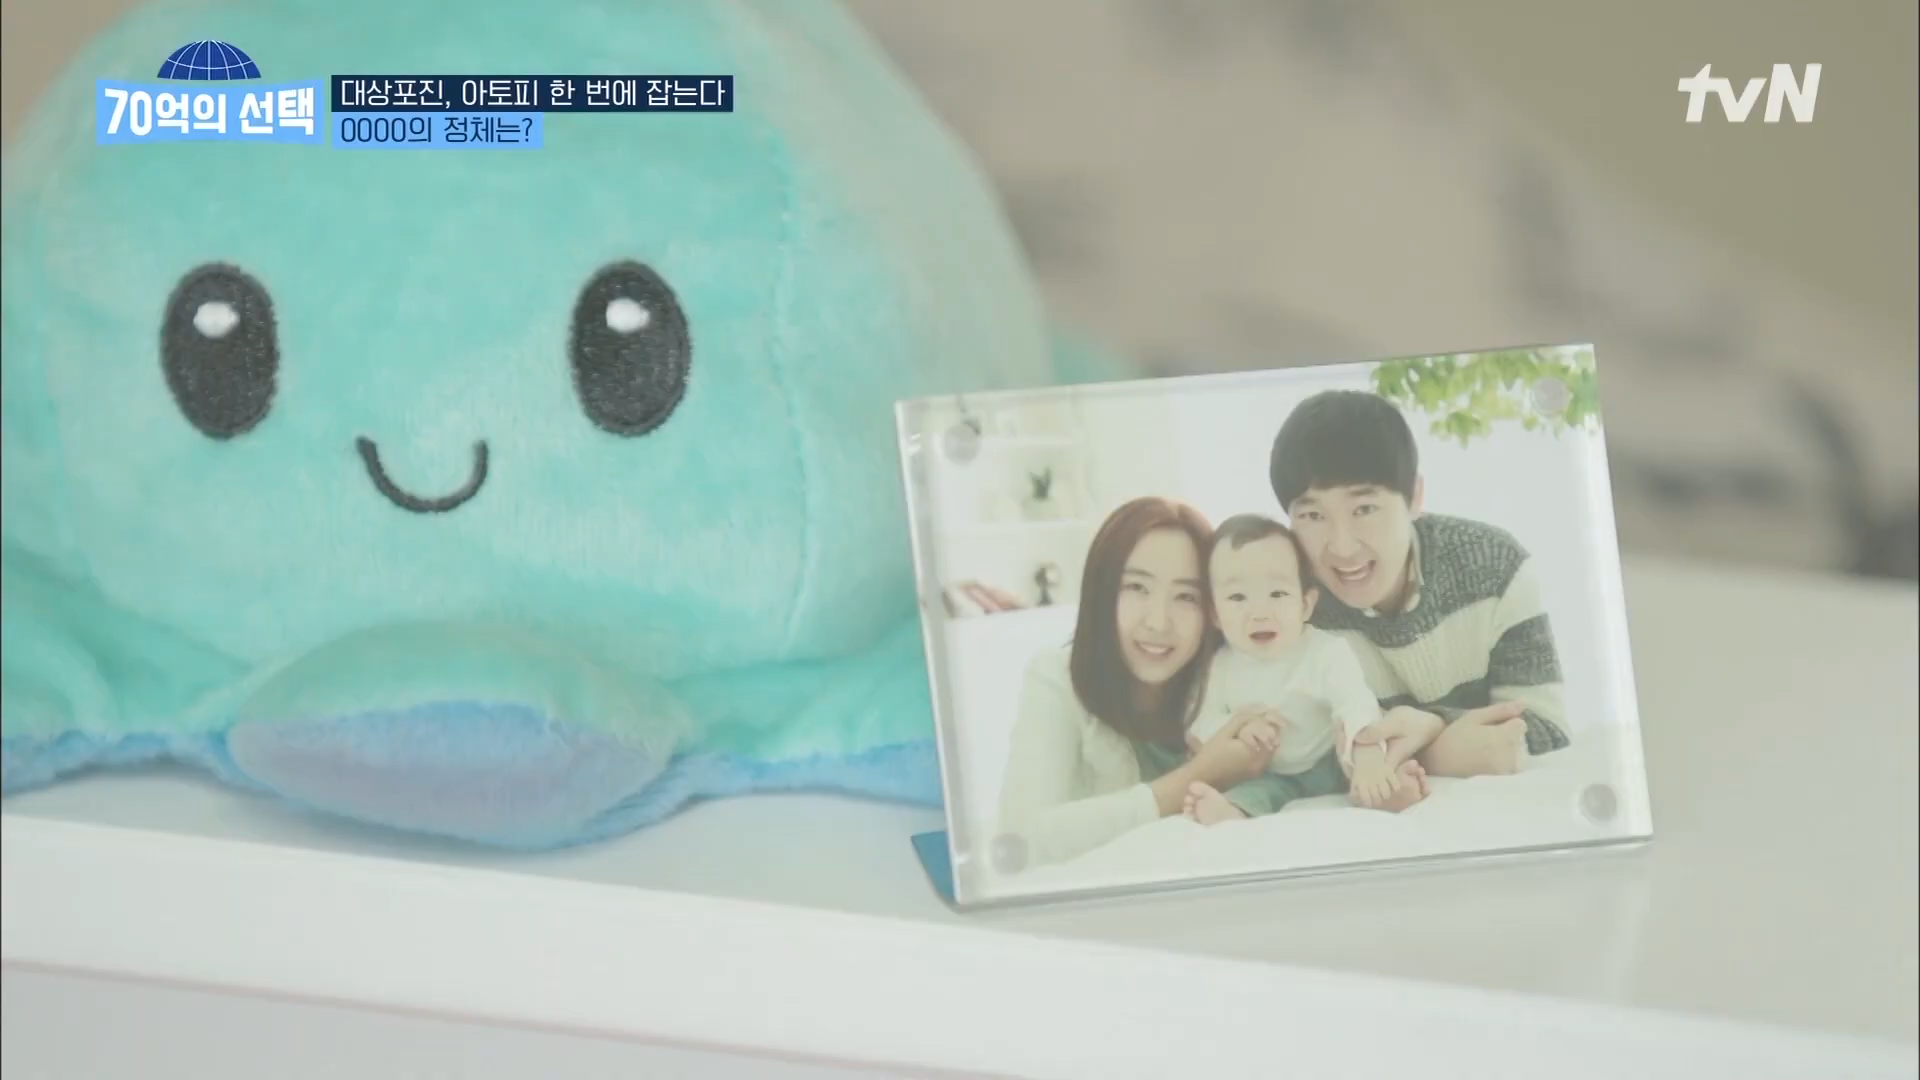 70억의 선택
대상포진, 아토피 한 번에 잡는다
0000의 정체는?
tvN